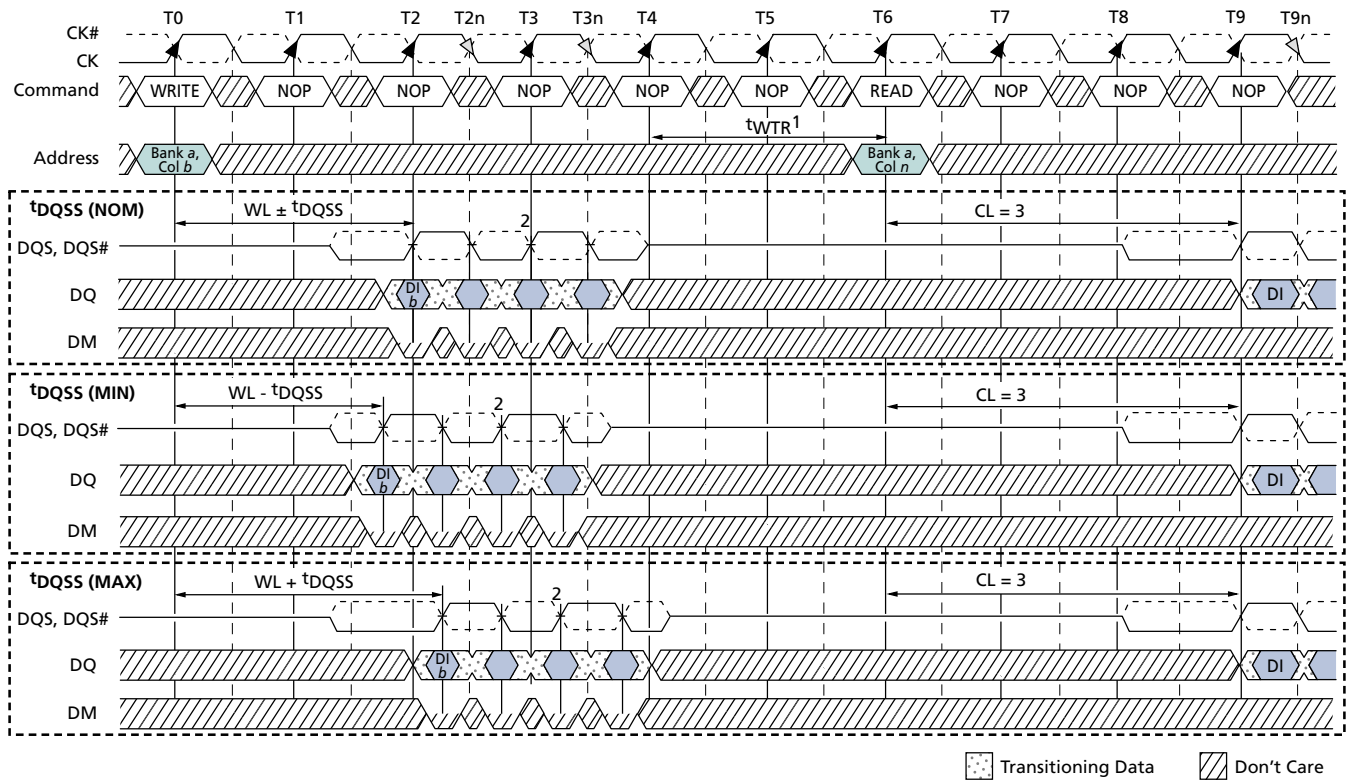 T0 T1 T2 T2n T3 T3n T4 T5 T6 T7 T8 T9 T9n
CK#
CK
Command WRITE NOP NOP NOP NOP NOP READ NOP NOP NOP
tWTR1
Address Bank a, Col b Bank a, Col n
tDQSS (NOM) WL ± tDQSS 2 CL = 3
DQS, DQS#
DQ DI b DI
DM
tDQSS (MIN) WL - tDQSS 2 CL = 3
DQS, DQS#
DQ DI b DI
DM
tDQSS (MAX) WL + tDQSS 2 CL = 3
DQS, DQS#
DQ DI b DI
DM
Transitioning Data Don't Care